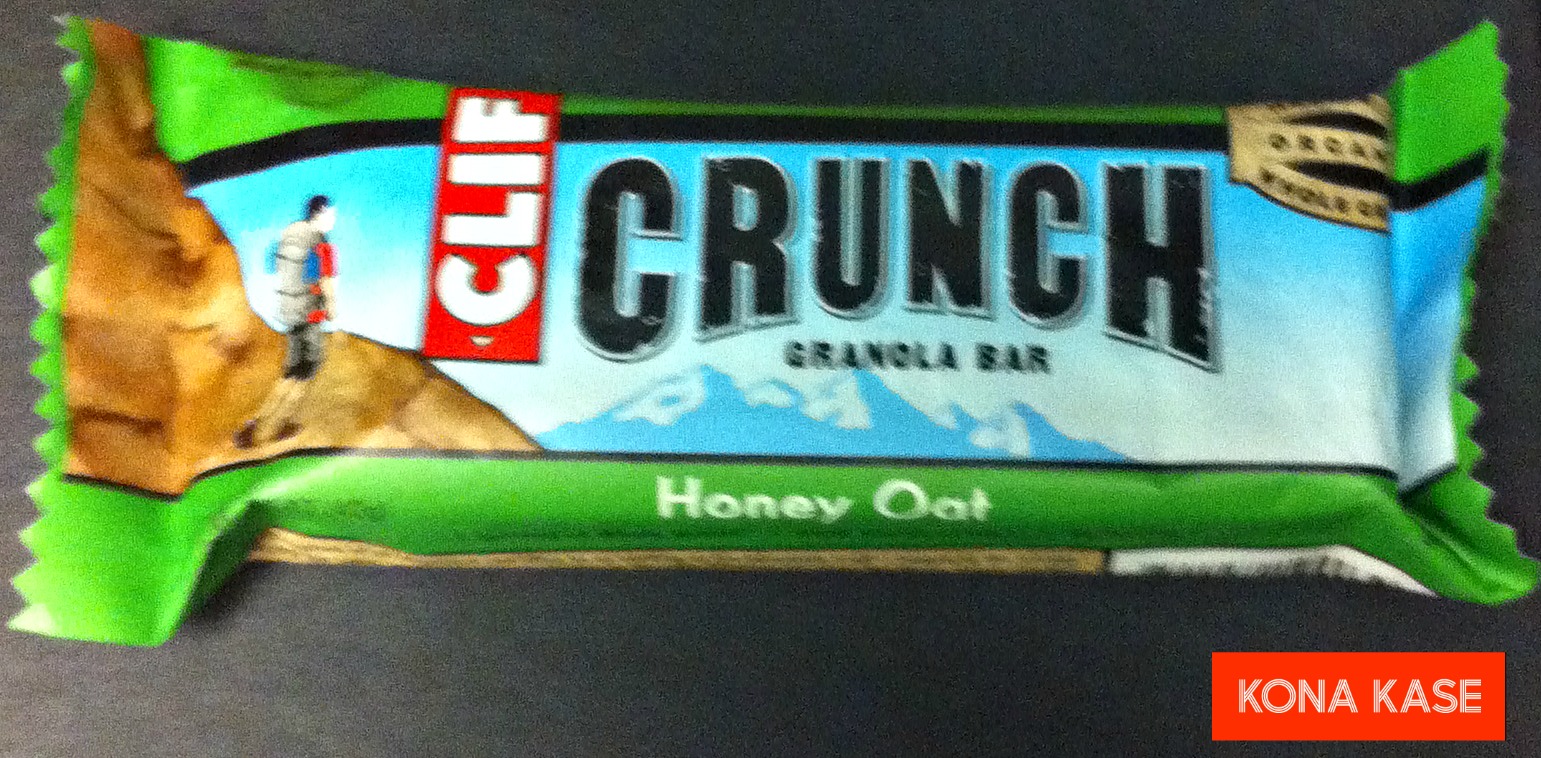 CLIF
CRUNCH
GRANOLA BAR
Honey Oat
KONA KASE